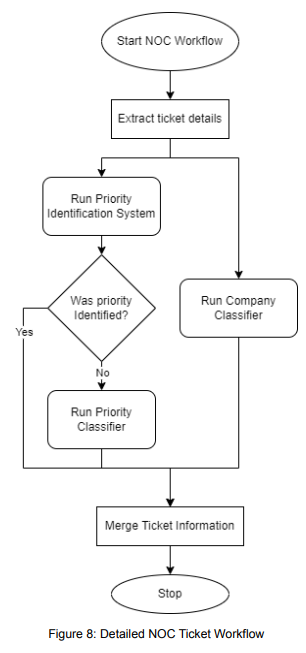 Start NOC Workflow
Extract ticket details
Run Priority
Identification System
Was priority
Identified?
Run Company
Classifier
Yes
No
Run Priority
Classifier
Merge Ticket Information
Stop
Figure 8: Detailed NOC Ticket Workflow